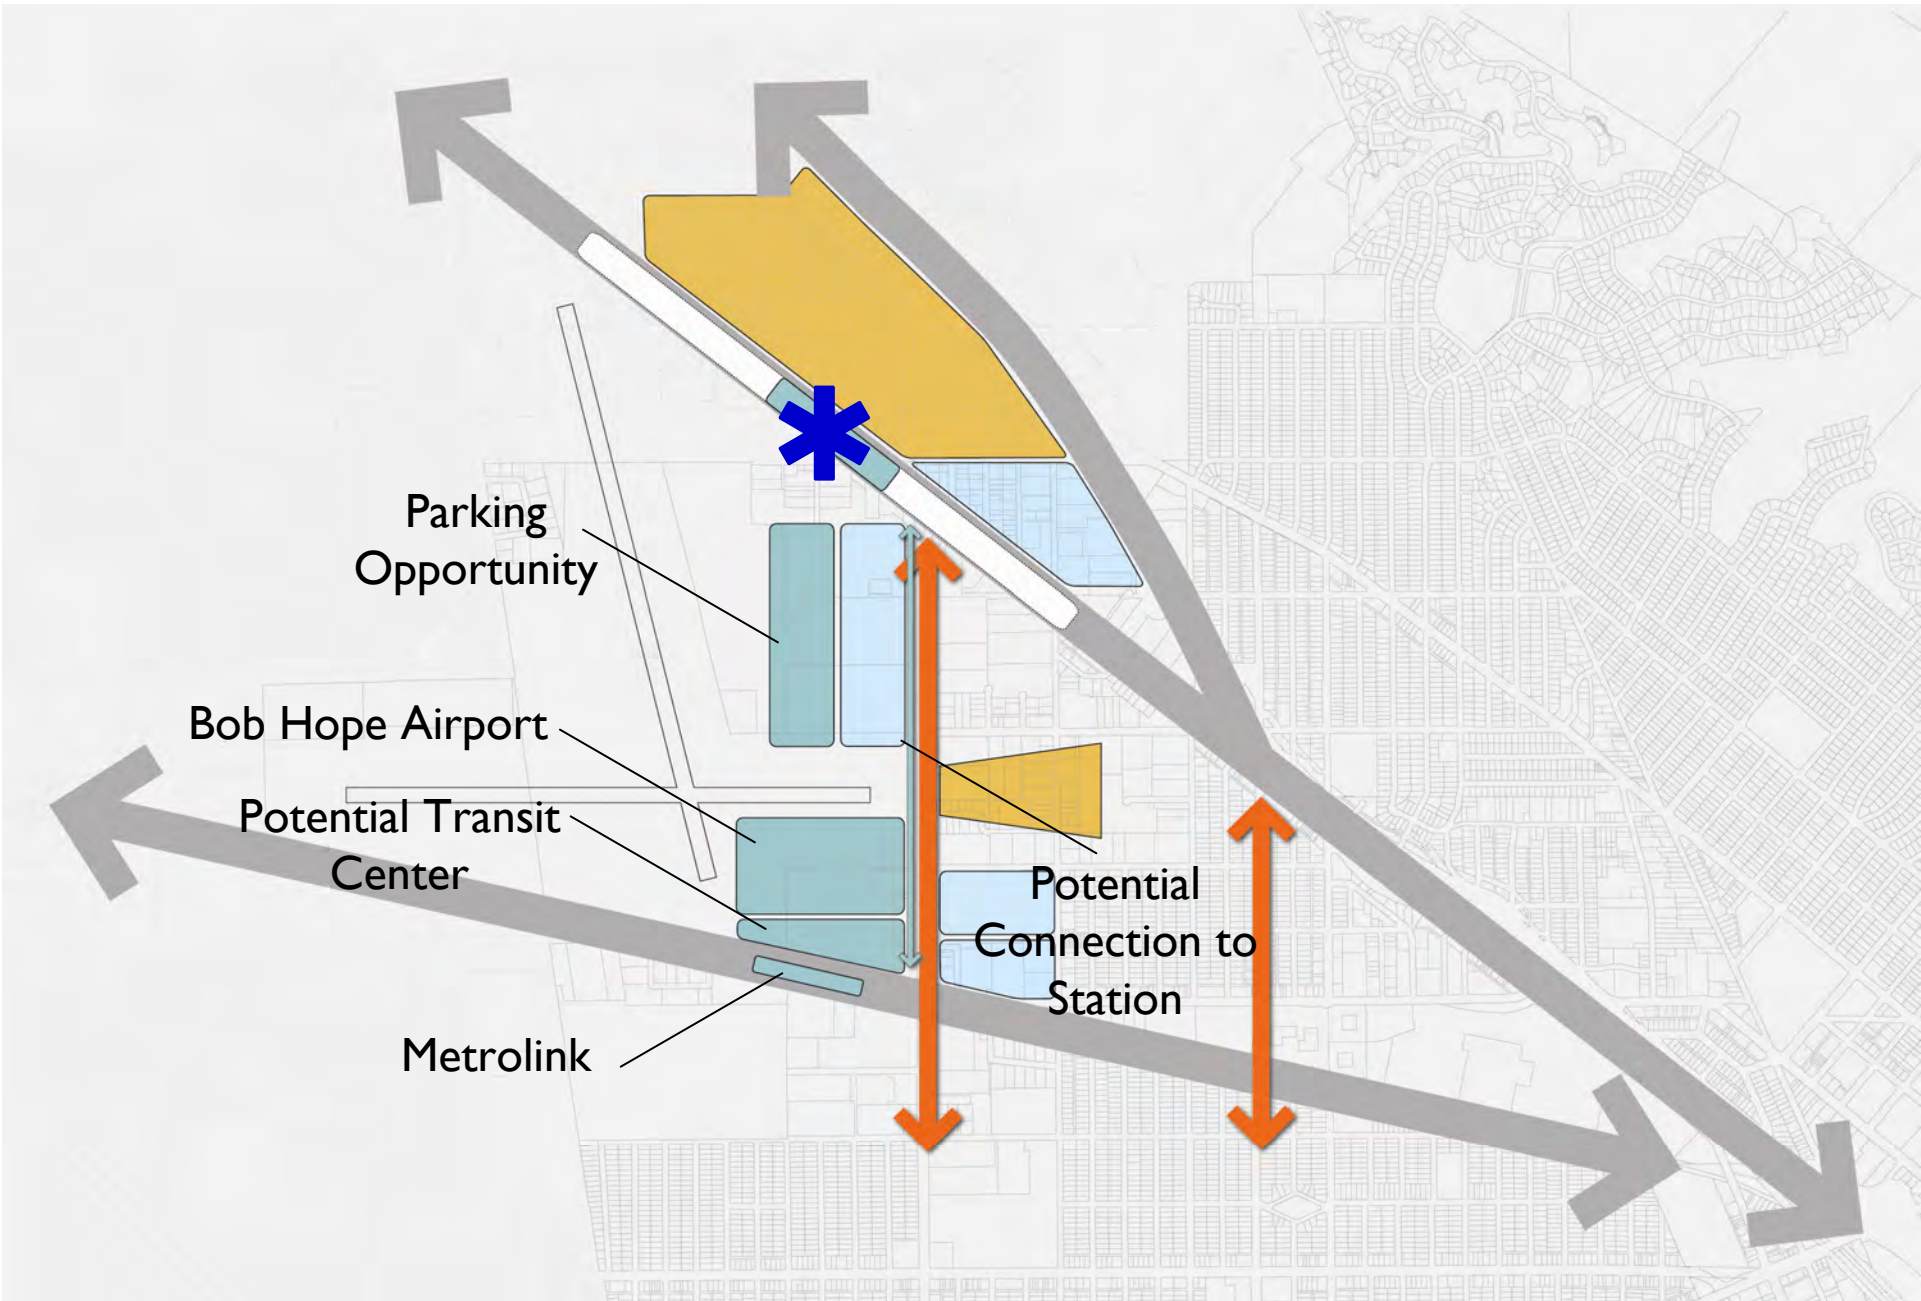 Parking
Opportunity
Bob Hope Airport
Potential Transit
Center
Potential
Connection to
Station
Metrolink